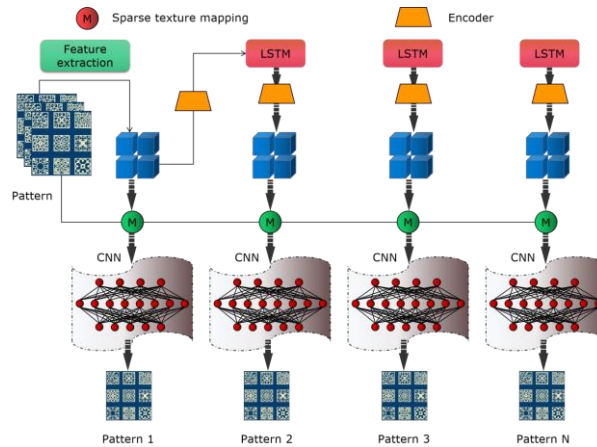 M Sparse texture mapping
Encoder
Feature
extraction
LSTM
LSTM
LSTM
Pattern
M
M
M
M
CNN
CNN
CNN
CNN
Pattern 1
Pattern 2
Pattern 3
Pattern N